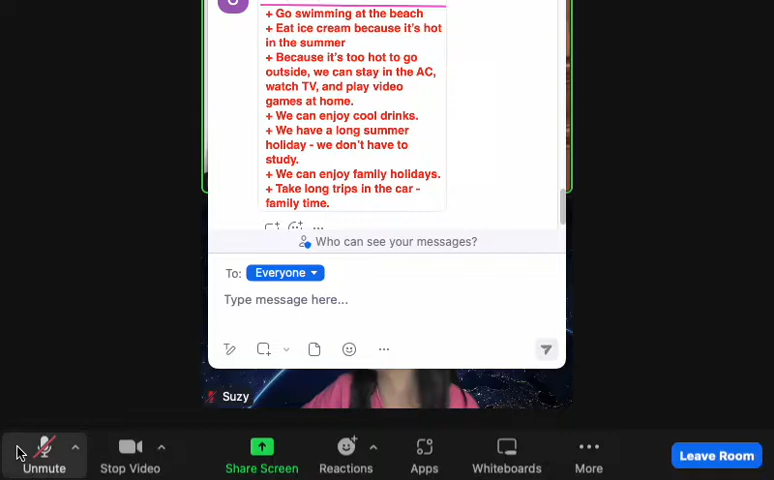 + Go swimming at the beach
+ Eat ice cream because it's hot
in the summer
+ Because it's too hot to go
outside, we can stay in the AC,
watch TV, and play video
games at home.
+ We can enjoy cool drinks.
+ We have a long summer
holiday - we don't have to
study.
+ We can enjoy family holidays.
+ Take long trips in the car -
family time.
Who can see your messages?
To: Everyone
Type message here...
Suzy
Unmute
Stop Video
Share Screen
Reactions
Apps
Whiteboards
More
Leave Room